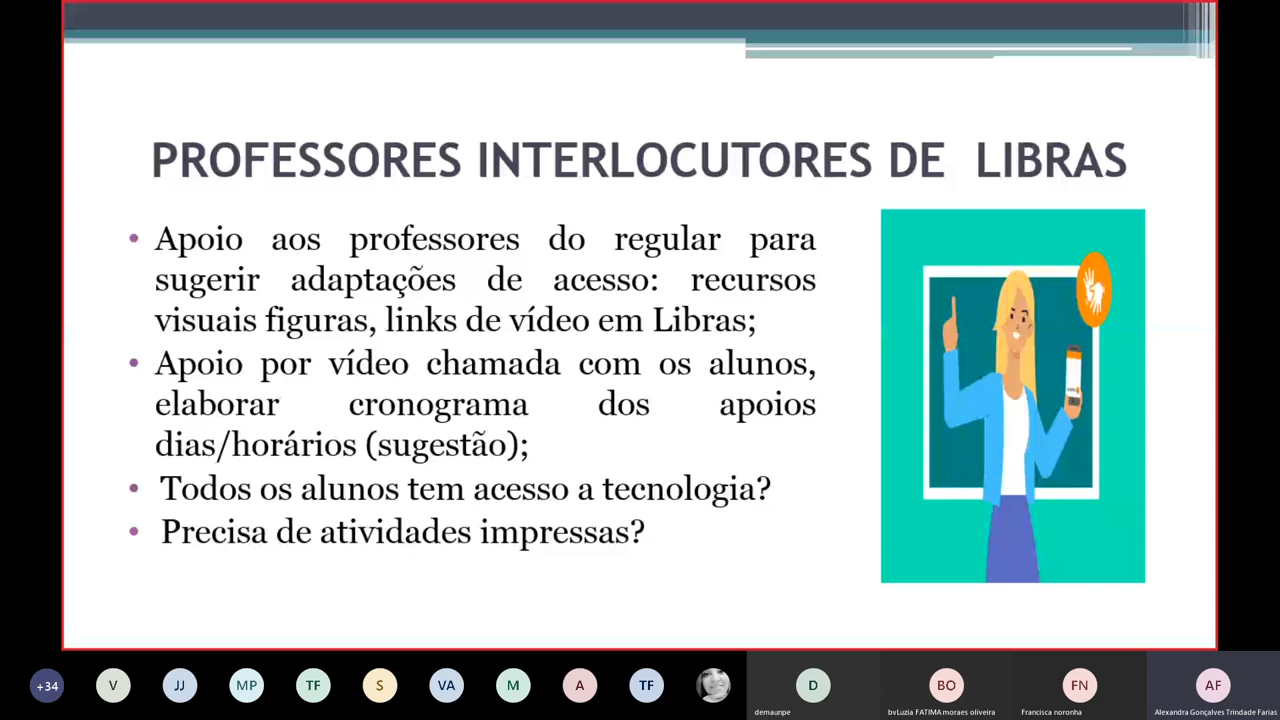 PROFESSORES INTERLOCUTORES DE LIBRAS
• Apoio aos professores do regular para
sugerir adaptações de acesso: recursos
visuais figuras, links de vídeo em Libras;
• Apoio por vídeo chamada com os alunos,
elaborar cronograma dos apoios
dias/horários (sugestão);
• Todos os alunos tem acesso a tecnologia?
• Precisa de atividades impressas?
+34 V JJ MP TF S VA M A TF D BO FN AF
demaunpe bvLuzia FATIMA moraes oliveira Francisca noronha Alexandra Gonçalves Trindade Farias